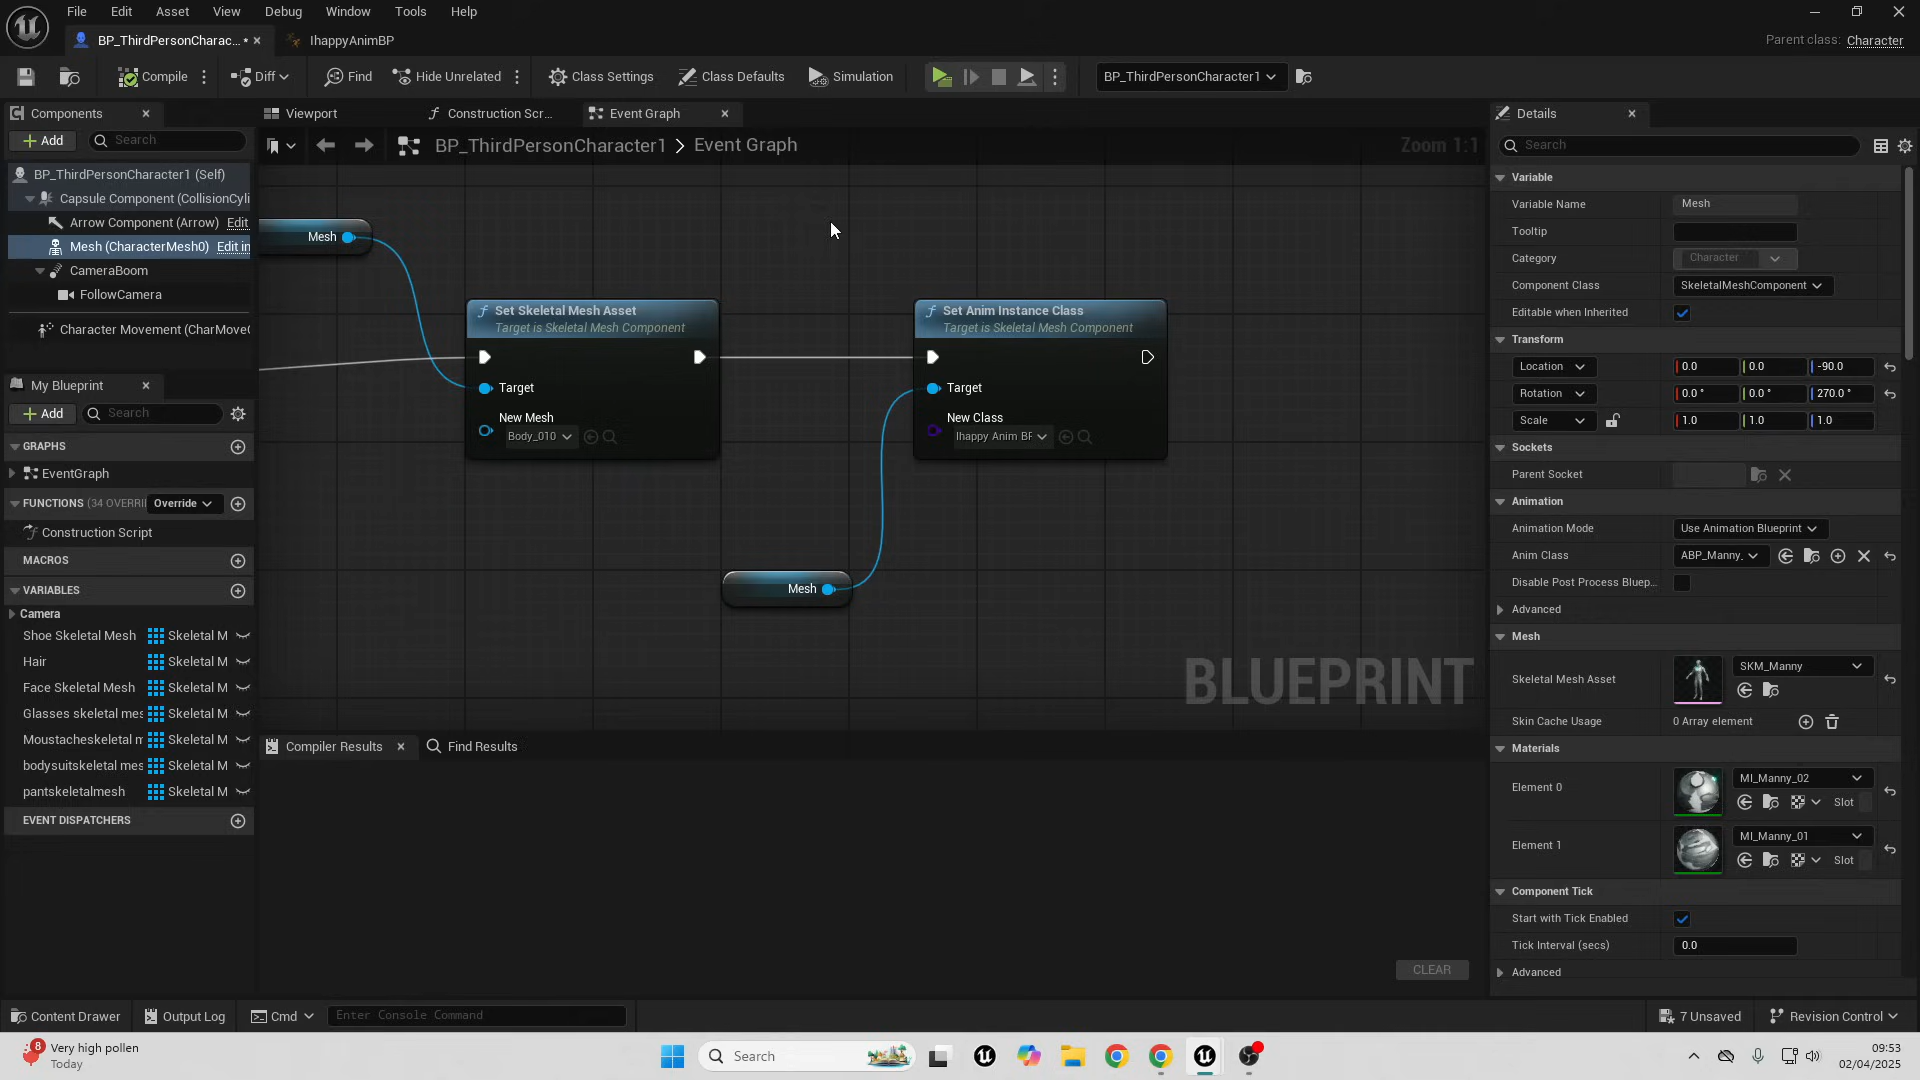 File Edit Asset View Window Debug Tools Help
BP_ThirdPersonCharac... • IhappyAnimBP
Parent class: Character
Compile Diff Find Hide Unrelated Class Settings Class Defaults Simulation BP_ThirdPersonCharacter1
Components
Add Search
BP_ThirdPersonCharacter1 (Self)
Capsule Component (CollisionCyli
Arrow Component (Arrow) Edit
Mesh (CharacterMesh0) Edit in
CameraBoom
FollowCamera
Character Movement (CharMoveC
My Blueprint
Add Search
GRAPHS
EventGraph
FUNCTIONS (34 OVERRI Override
Construction Script
MACROS
VARIABLES
Camera
Shoe Skeletal Mesh Skeletal M
Hair Skeletal M
Face Skeletal Mesh Skeletal M
Glasses skeletal mes Skeletal M
Moustacheskeletal m Skeletal M
bodysuitskeletal mes Skeletal M
pantskeletalmesh Skeletal M
EVENT DISPATCHERS
Viewport Construction Scr... Event Graph
BP_ThirdPersonCharacter1 > Event Graph
Zoom 1:1
Mesh
Set Skeletal Mesh Asset
Target is Skeletal Mesh Component
Target
New Mesh
Body_010
Set Anim Instance Class
Target is Skeletal Mesh Component
Target
New Class
Ihappy Anim BF
Mesh
BLUEPRINT
Compiler Results Find Results
CLEAR
Details
Search
Variable
Variable Name Mesh
Tooltip
Category Character
Component Class SkeletalMeshComponent
Editable when Inherited
Transform
Location 0.0 0.0 -90.0
Rotation 0.0 ° 0.0 ° 270.0 °
Scale 1.0 1.0 1.0
Sockets
Parent Socket
Animation
Animation Mode Use Animation Blueprint
Anim Class ABP_Manny_
Disable Post Process Bluep...
Advanced
Mesh
Skeletal Mesh Asset SKM_Manny
Skin Cache Usage 0 Array element
Materials
Element 0 MI_Manny_02
Slot
Element 1 MI_Manny_01
Slot
Component Tick
Start with Tick Enabled
Tick Interval (secs) 0.0
Advanced
Content Drawer Output Log Cmd Enter Console Command 7 Unsaved Revision Control
8 Very high pollen
Today
Search
09:53
02/04/2025